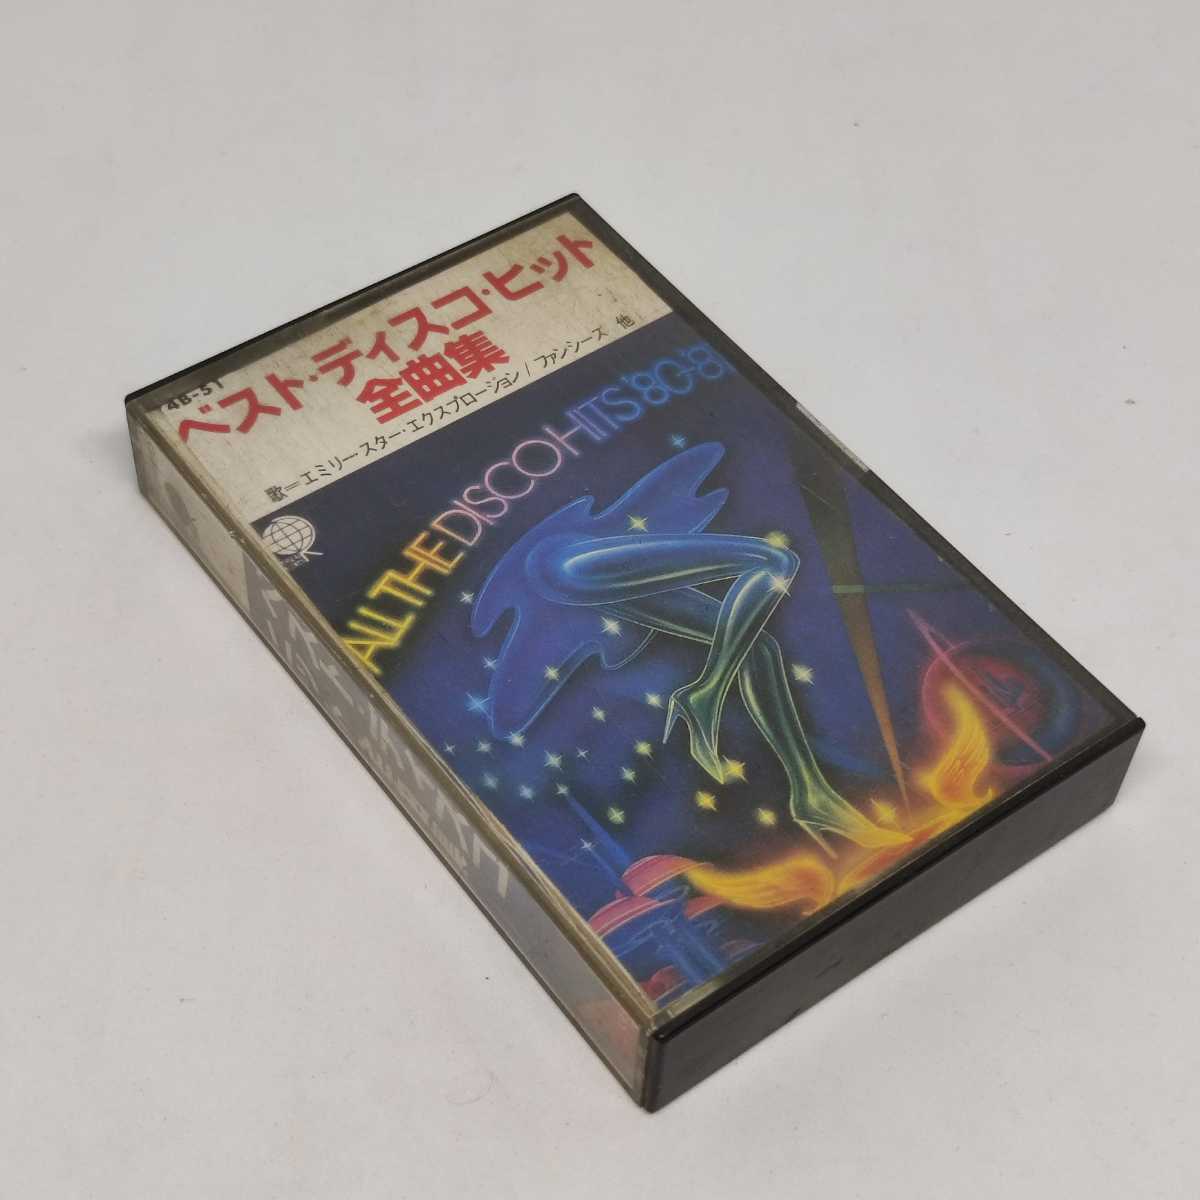 4B-51
ベスト・ディスコ・ヒット
全曲集
歌=エミリー・スター・エクスプロージョン/ファンシーズ 他
ALL THE DISCO HITS '80-'81